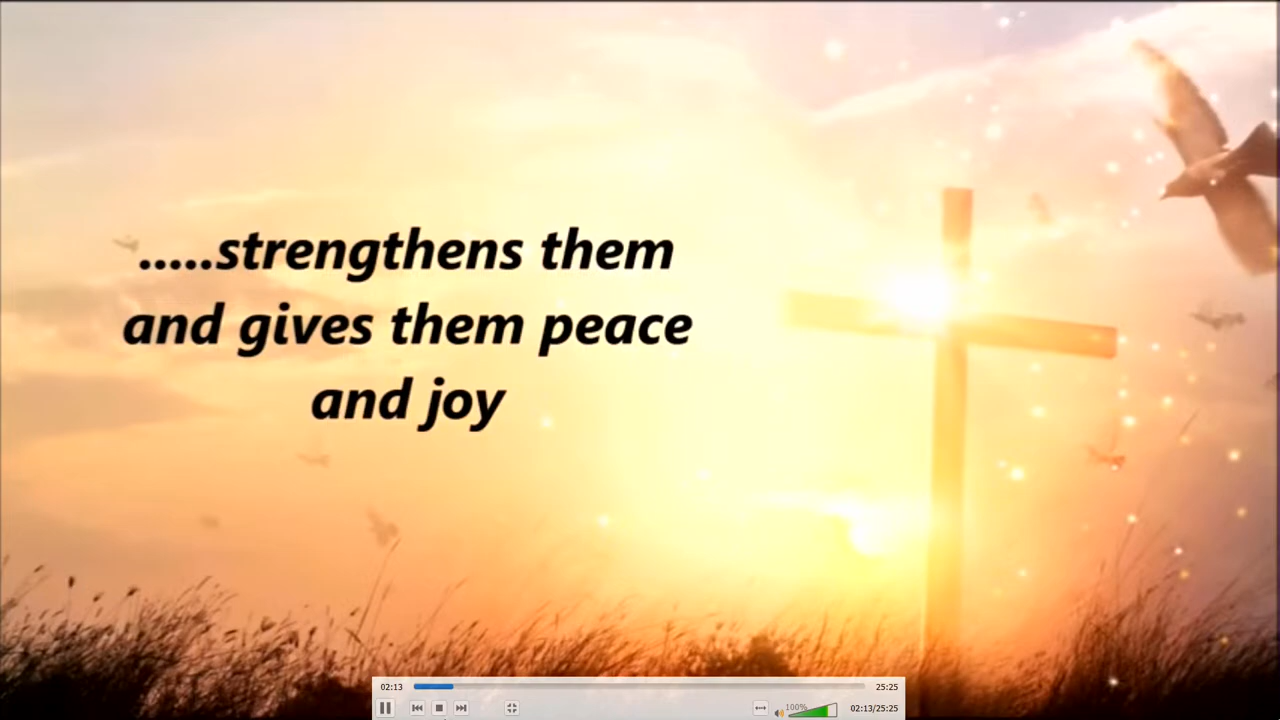 .....strengthens them
and gives them peace
and joy
02:13
25:25
100%
02:13/25:25